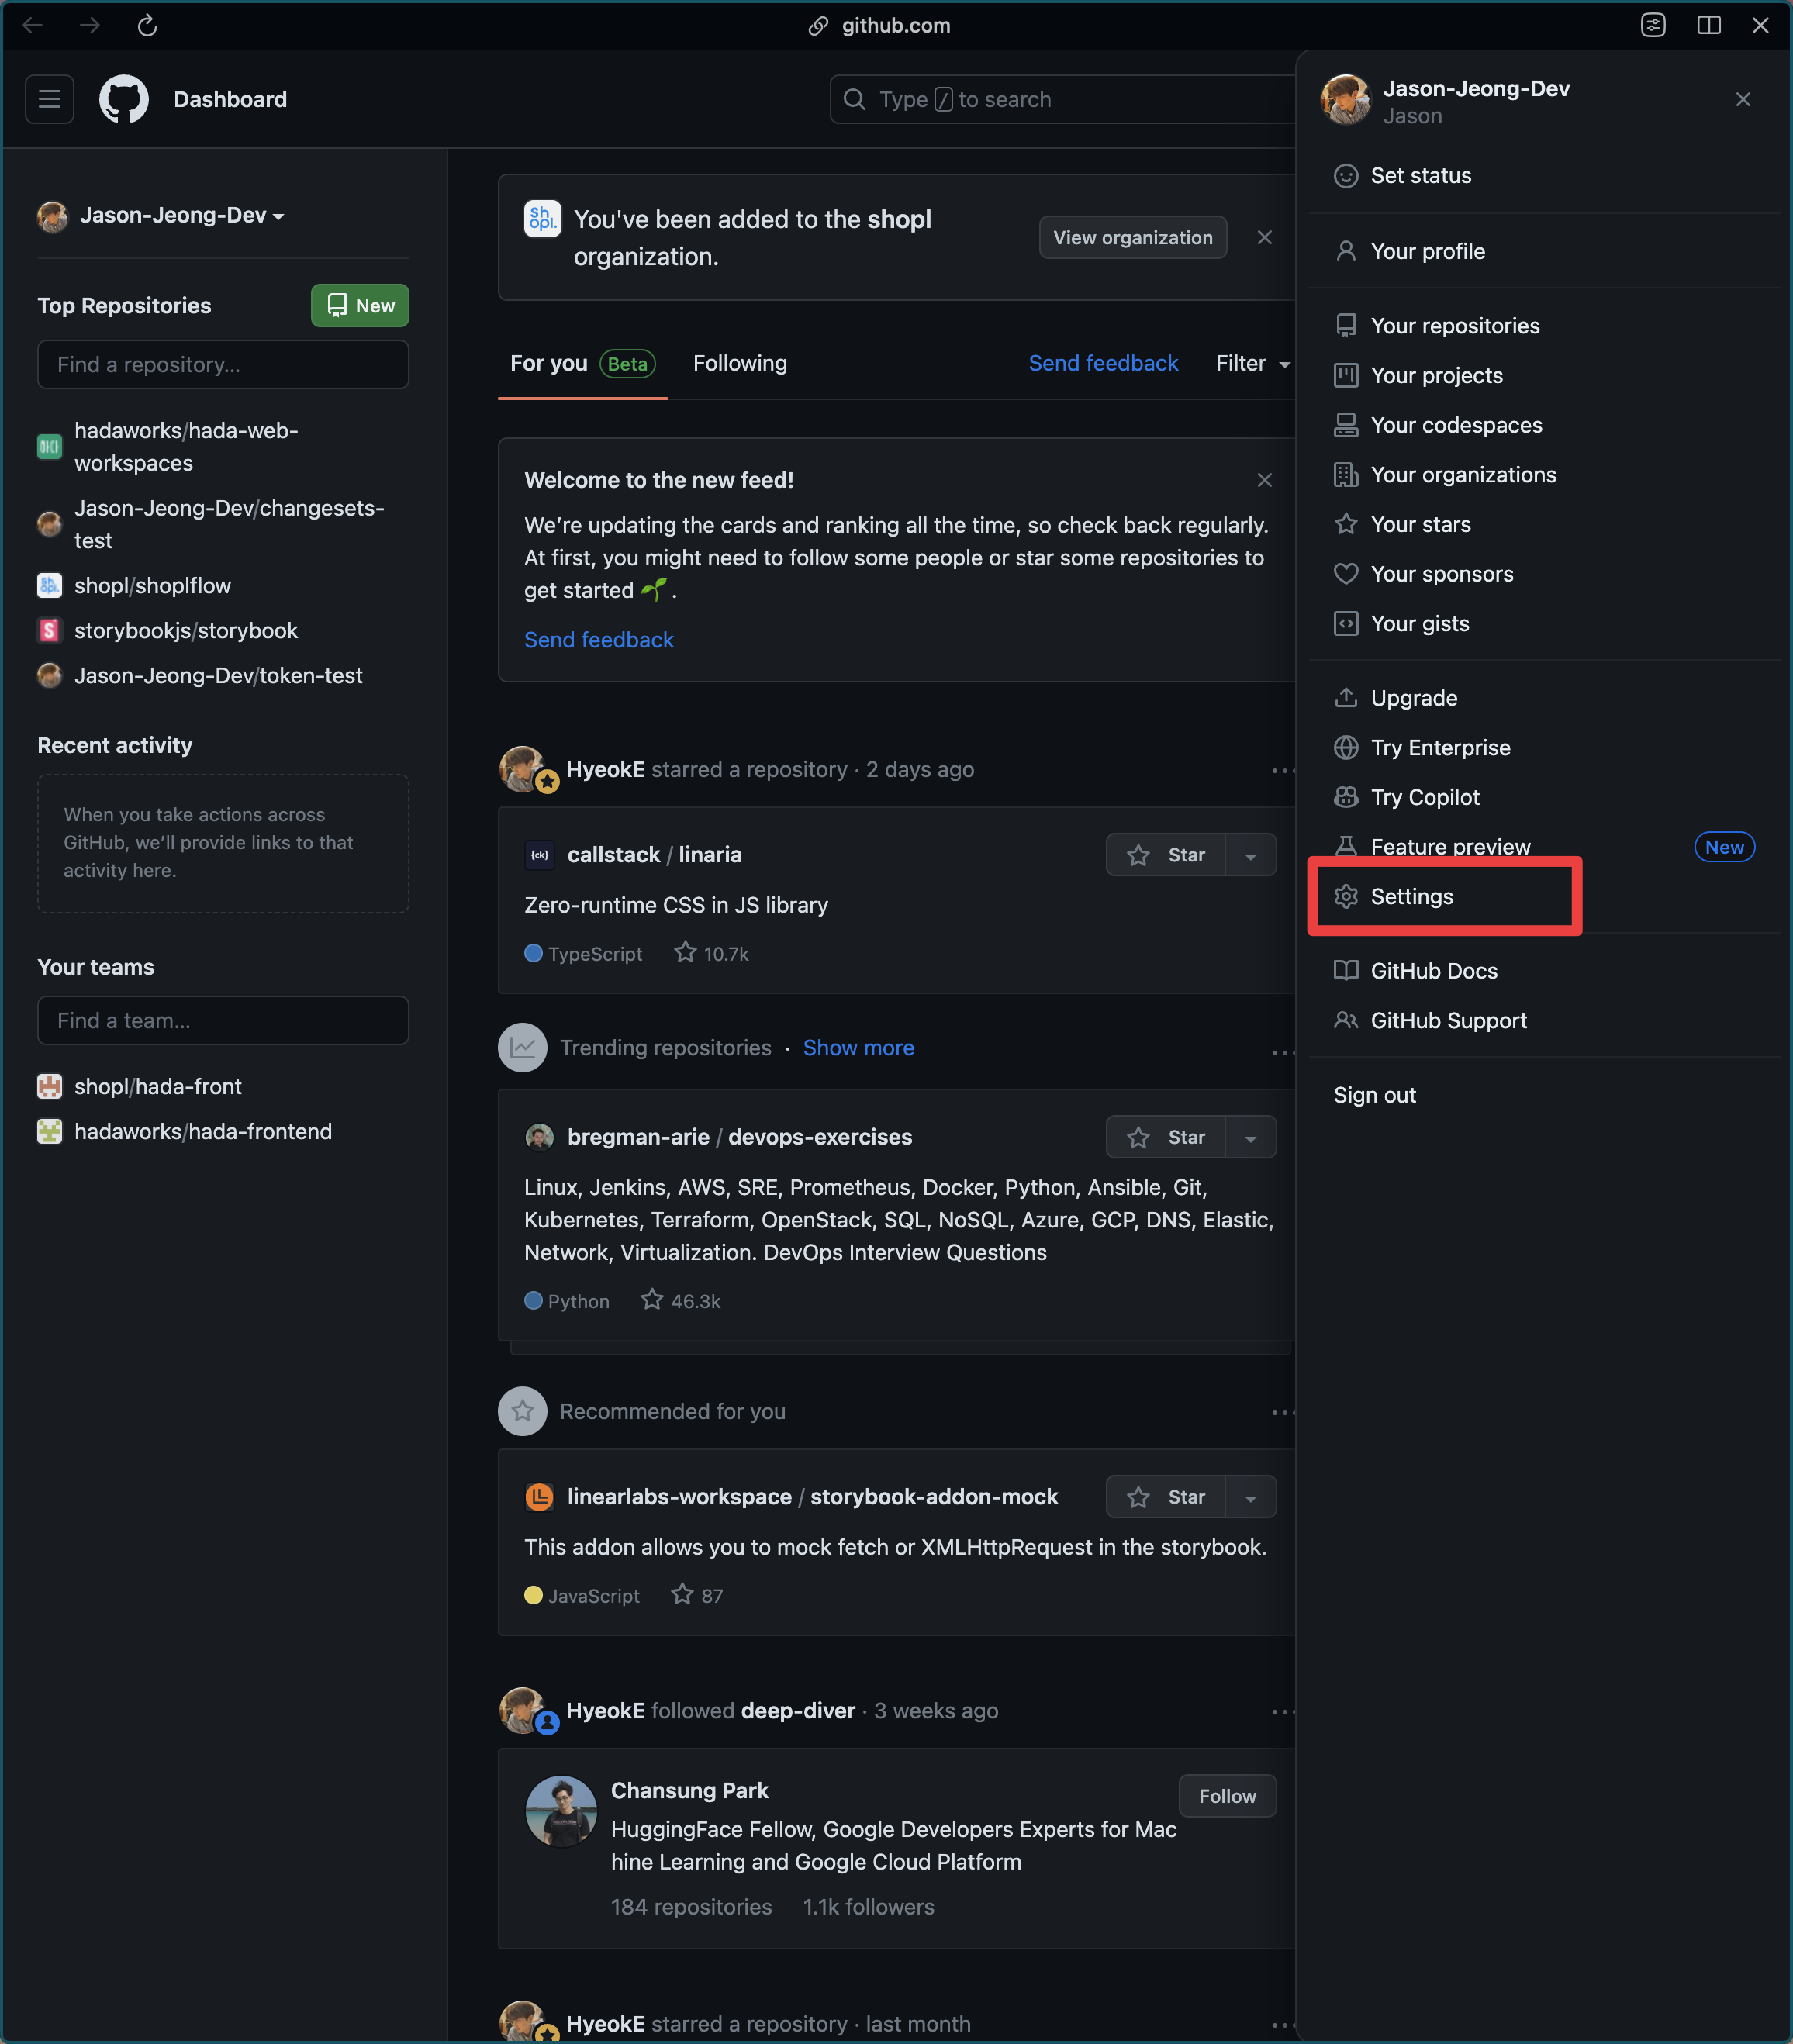 github.com
Dashboard
Type / to search
Jason-Jeong-Dev
Top Repositories
New
Find a repository...
hadaworks/hada-web-
workspaces
Jason-Jeong-Dev/changesets-
test
shopl/shoplflow
storybookjs/storybook
Jason-Jeong-Dev/token-test
Recent activity
When you take actions across
GitHub, we’ll provide links to that
activity here.
Your teams
Find a team...
shopl/hada-front
hadaworks/hada-frontend
shopl.
You've been added to the shopl
organization.
View organization
For you Beta
Following
Send feedback
Filter
Welcome to the new feed!
We’re updating the cards and ranking all the time, so check back regularly.
At first, you might need to follow some people or star some repositories to
get started 🌱 .
Send feedback
HyeokE starred a repository · 2 days ago
{ck}
callstack / linaria
Star
Zero-runtime CSS in JS library
TypeScript
10.7k
Trending repositories · Show more
bregman-arie / devops-exercises
Star
Linux, Jenkins, AWS, SRE, Prometheus, Docker, Python, Ansible, Git,
Kubernetes, Terraform, OpenStack, SQL, NoSQL, Azure, GCP, DNS, Elastic,
Network, Virtualization. DevOps Interview Questions
Python
46.3k
Recommended for you
linearlabs-workspace / storybook-addon-mock
Star
This addon allows you to mock fetch or XMLHttpRequest in the storybook.
JavaScript
87
HyeokE followed deep-diver · 3 weeks ago
Chansung Park
Follow
HuggingFace Fellow, Google Developers Experts for Mac
hine Learning and Google Cloud Platform
184 repositories
1.1k followers
HyeokE starred a repository · last month
Jason-Jeong-Dev
Jason
Set status
Your profile
Your repositories
Your projects
Your codespaces
Your organizations
Your stars
Your sponsors
Your gists
Upgrade
Try Enterprise
Try Copilot
Feature preview
New
Settings
GitHub Docs
GitHub Support
Sign out